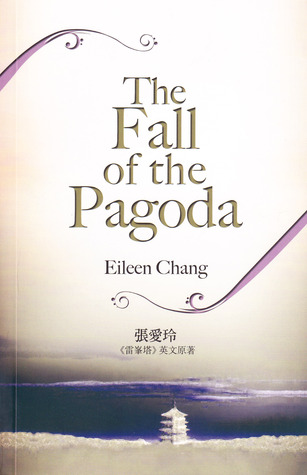 The
Fall
of the
Pagoda
Eileen Chang
張愛玲
《雷峯塔》英文原著